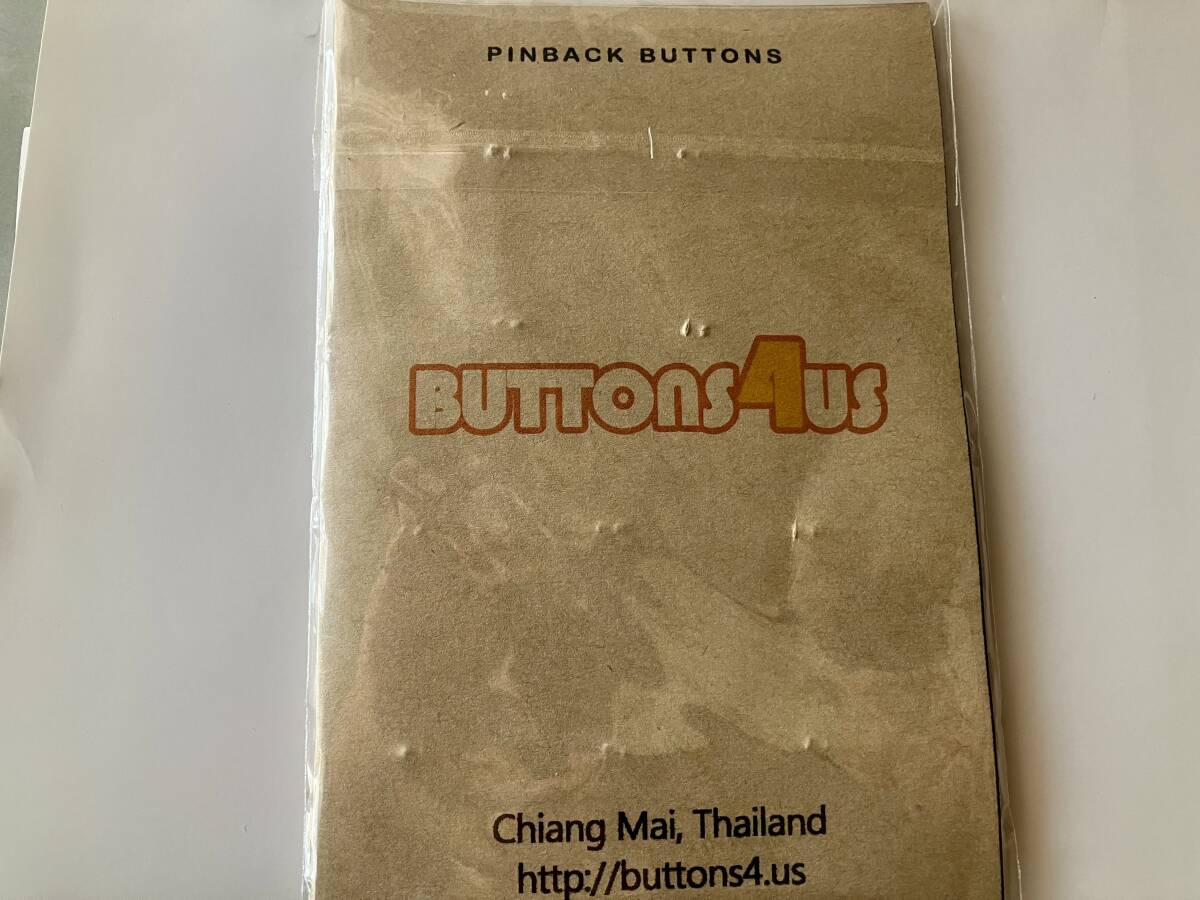 PINBACK BUTTONS
BUTTONS4US
Chiang Mai, Thailand
http://buttons4.us